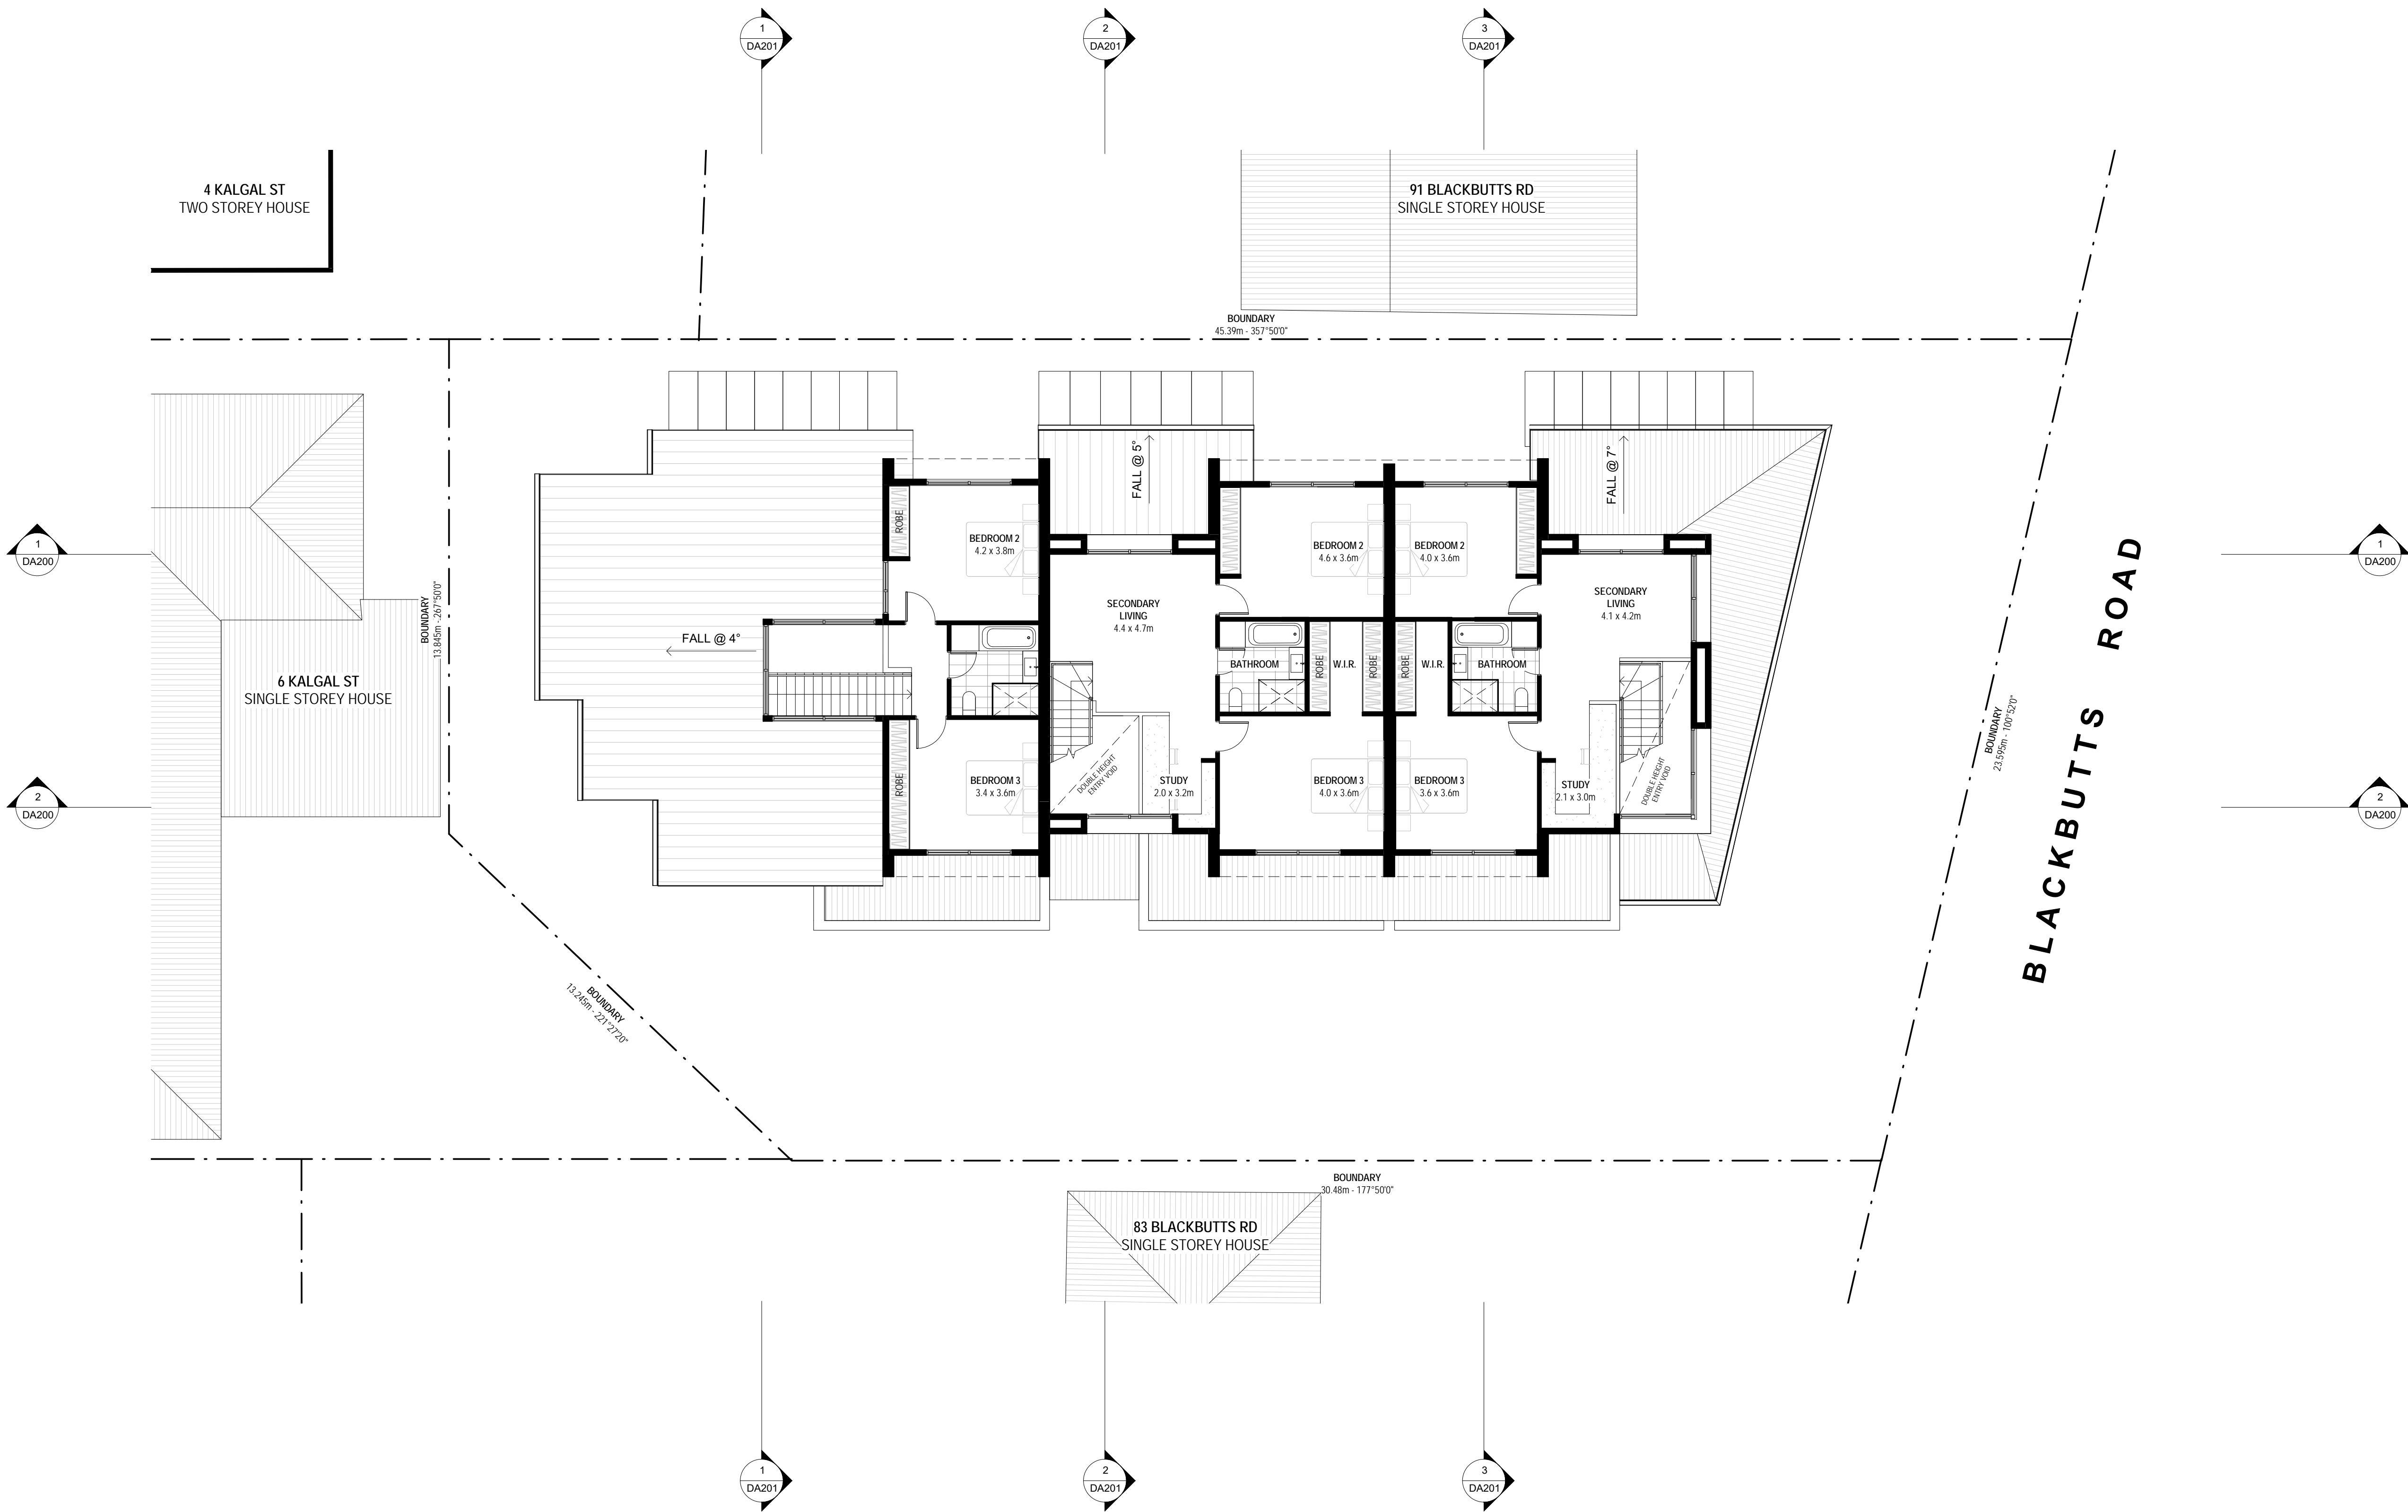 1
DA201
2
DA201
3
DA201
4 KALGAL ST
TWO STOREY HOUSE
91 BLACKBUTTS RD
SINGLE STOREY HOUSE
BOUNDARY
45.39m - 357°50'0"
FALL @ 5°
FALL @ 7°
1
DA200
1
DA200
ROBE
BEDROOM 2
4.2 x 3.8m
BEDROOM 2
4.6 x 3.6m
BEDROOM 2
4.0 x 3.6m
SECONDARY
LIVING
4.4 x 4.7m
SECONDARY
LIVING
4.1 x 4.2m
BOUNDARY
13.845m - 267°50'0"
FALL @ 4°
6 KALGAL ST
SINGLE STOREY HOUSE
BATHROOM
ROBE
W.I.R.
ROBE
ROBE
W.I.R.
BATHROOM
BOUNDARY
23.595m - 100°52'0"
BLACKBUTTS ROAD
2
DA200
2
DA200
ROBE
BEDROOM 3
3.4 x 3.6m
DOUBLE HEIGHT
ENTRY VOID
STUDY
2.0 x 3.2m
BEDROOM 3
4.0 x 3.6m
BEDROOM 3
3.6 x 3.6m
STUDY
2.1 x 3.0m
DOUBLE HEIGHT
ENTRY VOID
BOUNDARY
13.245m - 221°27'20"
BOUNDARY
30.48m - 177°50'0"
83 BLACKBUTTS RD
SINGLE STOREY HOUSE
1
DA201
2
DA201
3
DA201